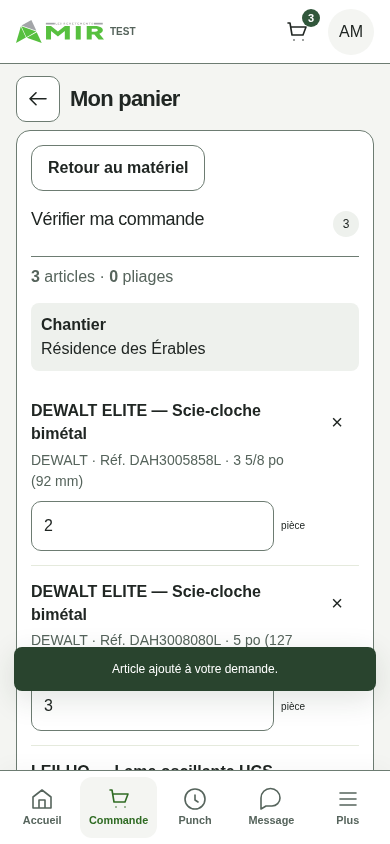 MIR TEST
3
AM
Mon panier
Retour au matériel
Vérifier ma commande
3
3 articles · 0 pliages
Chantier
Résidence des Érables
DEWALT ELITE — Scie-cloche
bimétal
×
DEWALT · Réf. DAH3005858L · 3 5/8 po
(92 mm)
2
pièce
DEWALT ELITE — Scie-cloche
bimétal
×
DEWALT · Réf. DAH3008080L · 5 po (127
Article ajouté à votre demande.
3
pièce
Accueil
Commande
Punch
Message
Plus